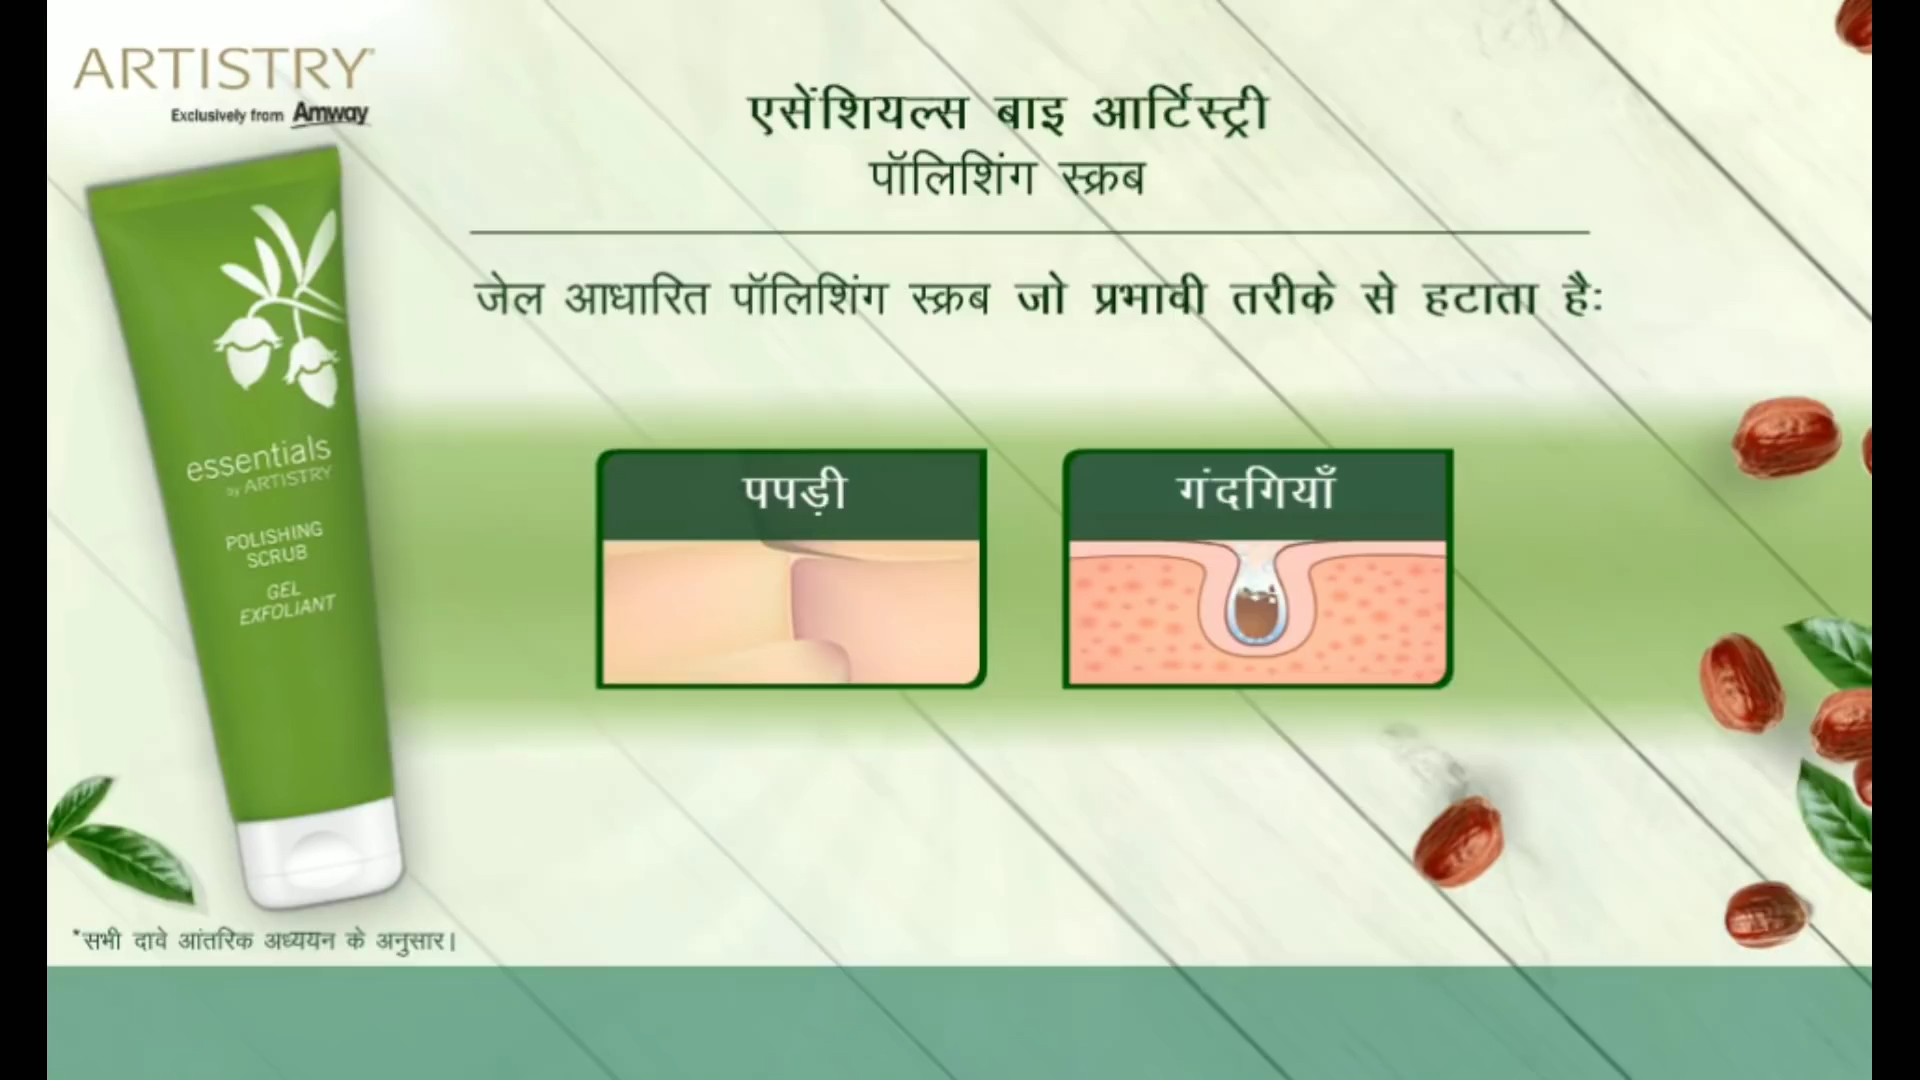 ARTISTRY
Exclusively from Amway
एसेंशियल्स बाइ आर्टिस्ट्री
पॉलिशिंग स्क्रब
जेल आधारित पॉलिशिंग स्क्रब जो प्रभावी तरीके से हटाता है:
पपड़ी
गंदगियाँ
essentials
by ARTISTRY
POLISHING
SCRUB
GEL
EXFOLIANT
*सभी दावे आंतरिक अध्ययन के अनुसार।